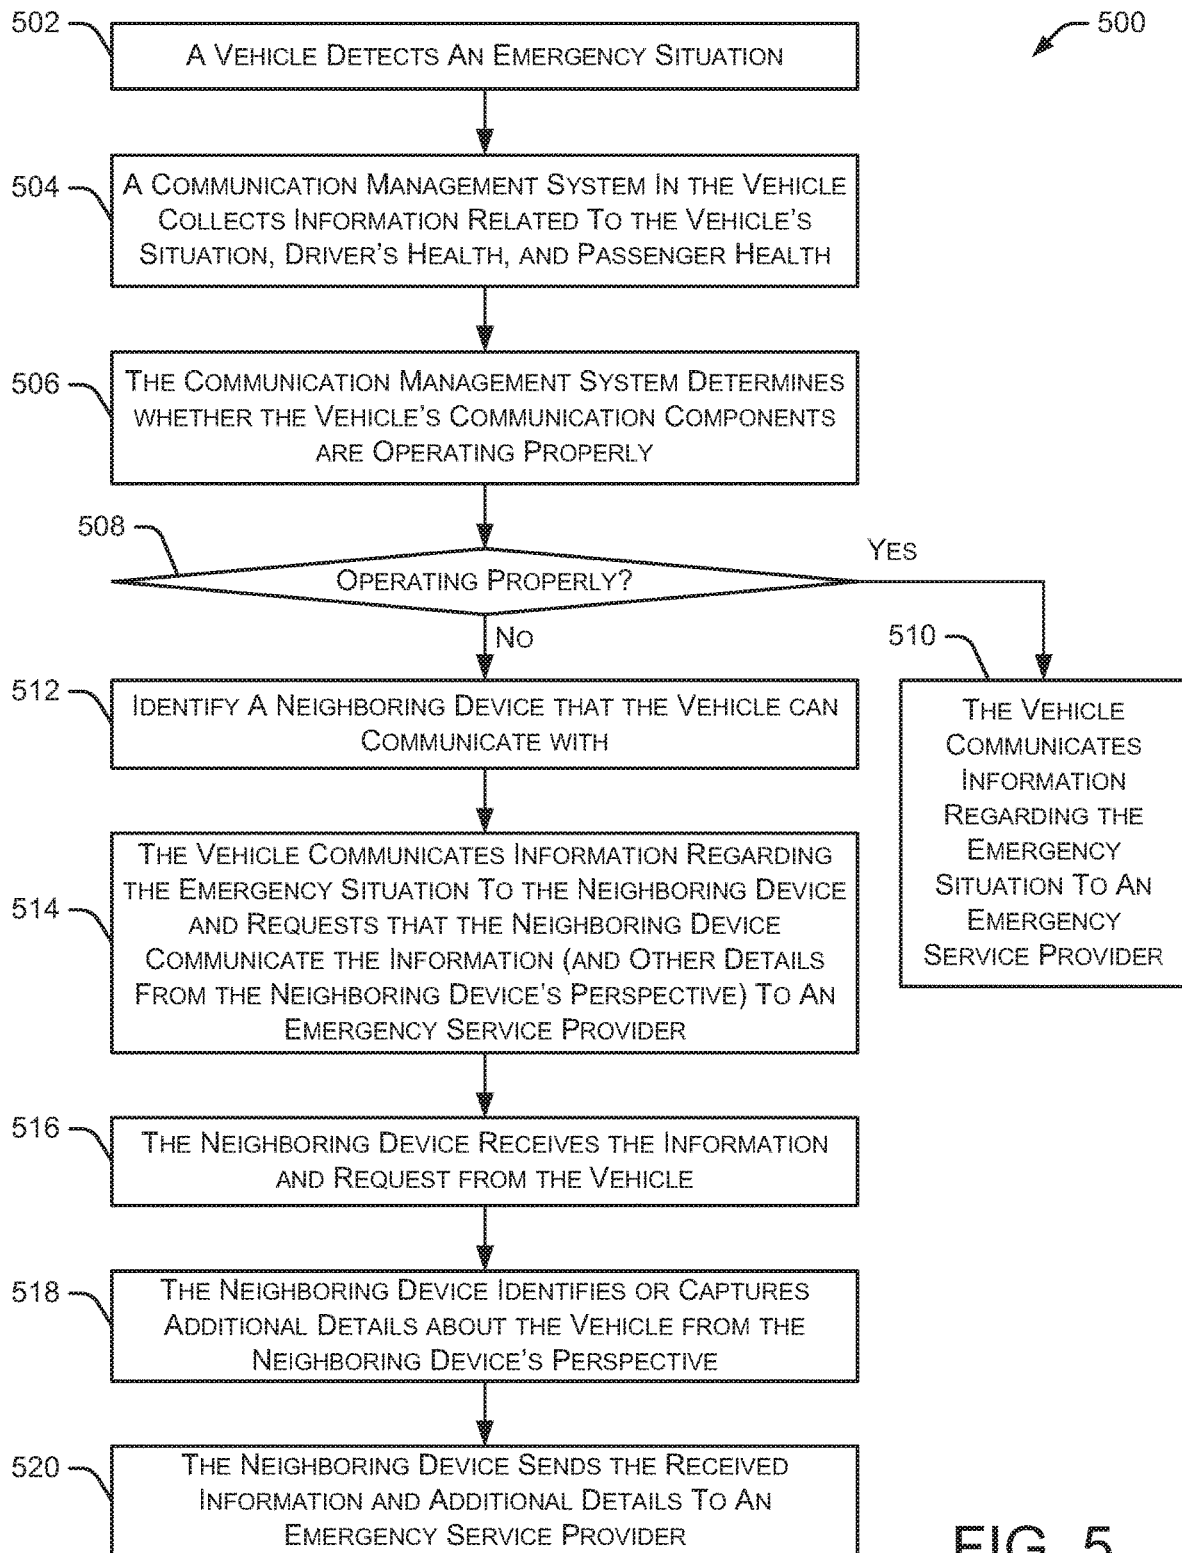 502
A VEHICLE DETECTS AN EMERGENCY SITUATION
500
504
A COMMUNICATION MANAGEMENT SYSTEM IN THE VEHICLE
COLLECTS INFORMATION RELATED TO THE VEHICLE'S
SITUATION, DRIVER'S HEALTH, AND PASSENGER HEALTH
506
THE COMMUNICATION MANAGEMENT SYSTEM DETERMINES
WHETHER THE VEHICLE'S COMMUNICATION COMPONENTS
ARE OPERATING PROPERLY
508
OPERATING PROPERLY?
YES
NO
510
THE VEHICLE
COMMUNICATES
INFORMATION
REGARDING THE
EMERGENCY
SITUATION TO AN
EMERGENCY
SERVICE PROVIDER
512
IDENTIFY A NEIGHBORING DEVICE THAT THE VEHICLE CAN
COMMUNICATE WITH
514
THE VEHICLE COMMUNICATES INFORMATION REGARDING
THE EMERGENCY SITUATION TO THE NEIGHBORING DEVICE
AND REQUESTS THAT THE NEIGHBORING DEVICE
COMMUNICATE THE INFORMATION (AND OTHER DETAILS
FROM THE NEIGHBORING DEVICE'S PERSPECTIVE) TO AN
EMERGENCY SERVICE PROVIDER
516
THE NEIGHBORING DEVICE RECEIVES THE INFORMATION
AND REQUEST FROM THE VEHICLE
518
THE NEIGHBORING DEVICE IDENTIFIES OR CAPTURES
ADDITIONAL DETAILS ABOUT THE VEHICLE FROM THE
NEIGHBORING DEVICE'S PERSPECTIVE
520
THE NEIGHBORING DEVICE SENDS THE RECEIVED
INFORMATION AND ADDITIONAL DETAILS TO AN
EMERGENCY SERVICE PROVIDER
FIG. 5